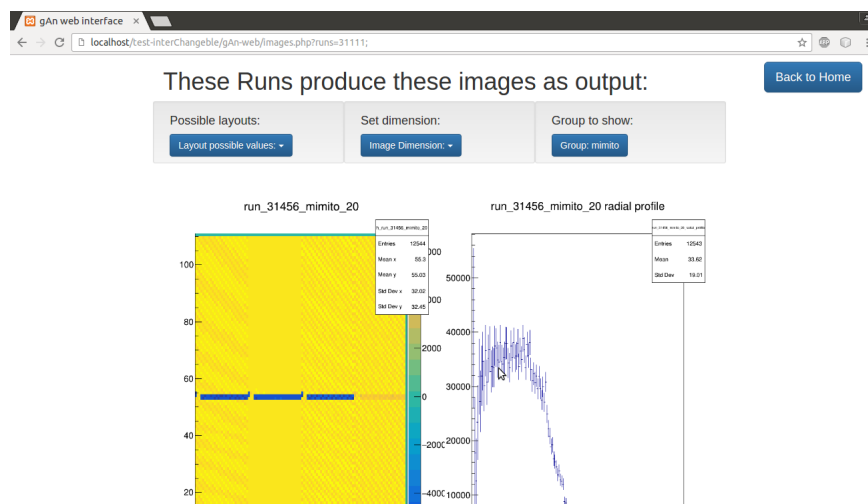 gAn web interface
localhost/test-interChangeble/gAn-web/images.php?runs=31111;
These Runs produce these images as output:
Back to Home
Possible layouts:
Set dimension:
Group to show:
Layout possible values:
Image Dimension:
Group: mimito
run_31456_mimito_20
h_run_31456_mimito_20
Entries 12544
Mean x 55.3
Mean y 55.03
Std Dev x 32.02
Std Dev y 32.45
100
80
60
40
20
000
000
2000
0
-2000
-4000
run_31456_mimito_20 radial profile
Entries 12543
Mean 33.62
Std Dev 19.01
50000
40000
30000
20000
10000